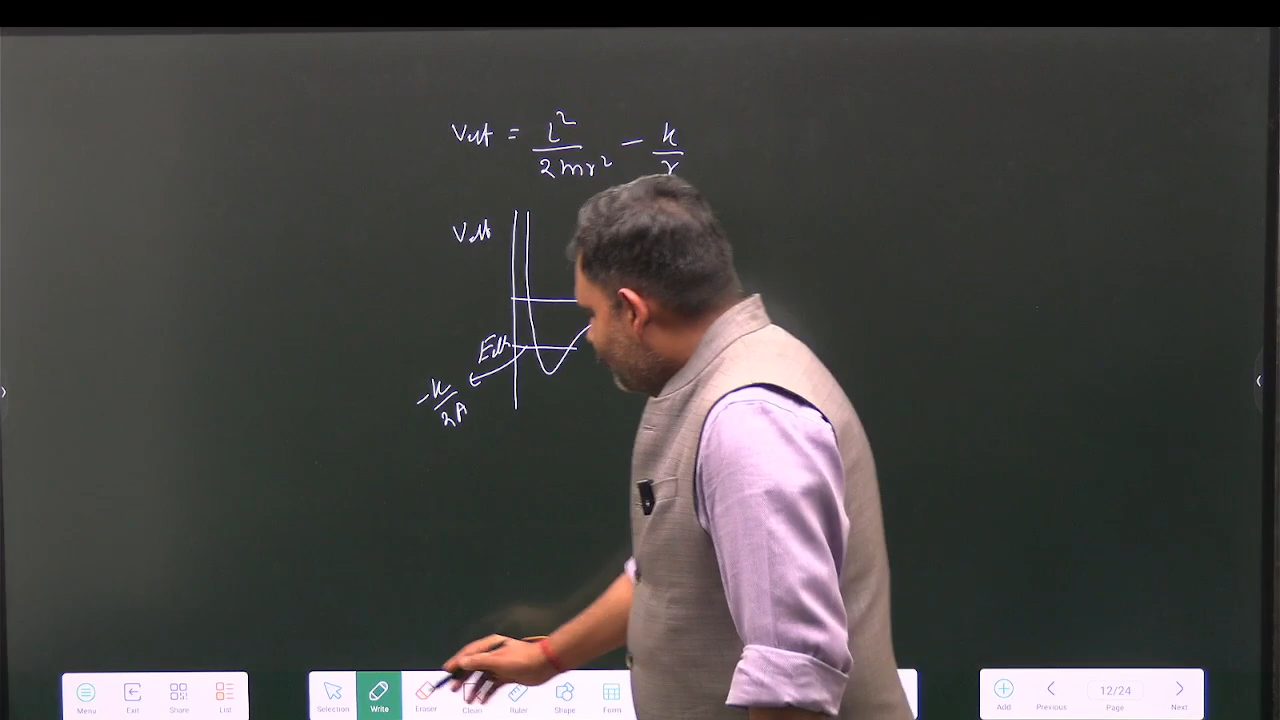 Veff = L²/2mr² - k/r
Veff
Eeff
-k/2A
Menu Exit Share List
Selection Write Eraser Clean Ruler Shape Form
Add Previous 12/24 Page Next